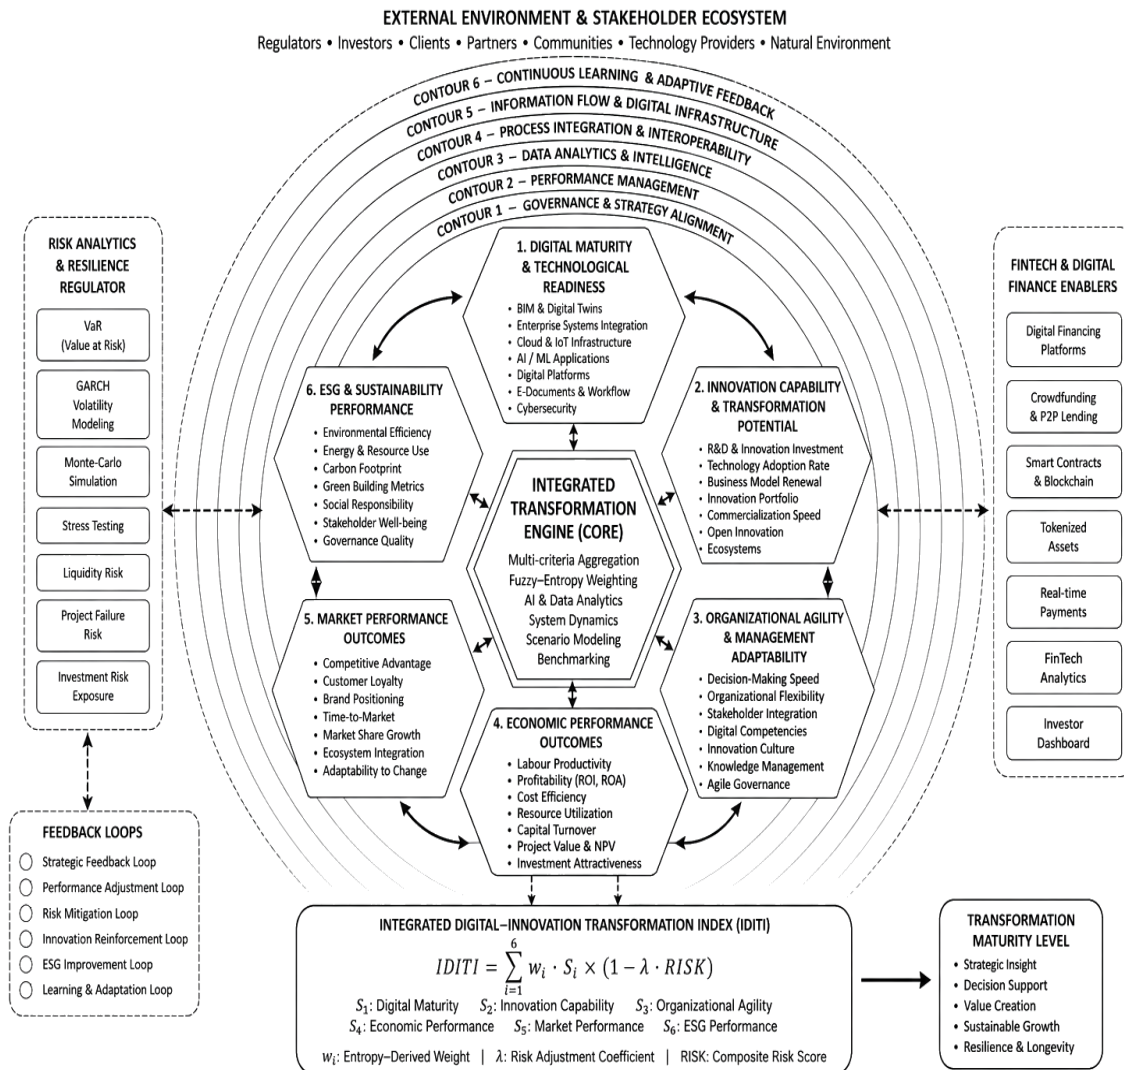 EXTERNAL ENVIRONMENT & STAKEHOLDER ECOSYSTEM
Regulators • Investors • Clients • Partners • Communities • Technology Providers • Natural Environment
CONTOUR 6 – CONTINUOUS LEARNING & ADAPTIVE FEEDBACK
CONTOUR 5 – INFORMATION FLOW & DIGITAL INFRASTRUCTURE
CONTOUR 4 – PROCESS INTEGRATION & INTEROPERABILITY
CONTOUR 3 – DATA ANALYTICS & INTELLIGENCE
CONTOUR 2 – PERFORMANCE MANAGEMENT
CONTOUR 1 – GOVERNANCE & STRATEGY ALIGNMENT
RISK ANALYTICS
& RESILIENCE
REGULATOR
VaR
(Value at Risk)
GARCH
Volatility
Modeling
Monte-Carlo
Simulation
Stress Testing
Liquidity Risk
Project Failure
Risk
Investment Risk
Exposure
FEEDBACK LOOPS
Strategic Feedback Loop
Performance Adjustment Loop
Risk Mitigation Loop
Innovation Reinforcement Loop
ESG Improvement Loop
Learning & Adaptation Loop
1. DIGITAL MATURITY
& TECHNOLOGICAL
READINESS
• BIM & Digital Twins
• Enterprise Systems Integration
• Cloud & IoT Infrastructure
• AI / ML Applications
• Digital Platforms
• E-Documents & Workflow
• Cybersecurity
6. ESG & SUSTAINABILITY
PERFORMANCE
• Environmental Efficiency
• Energy & Resource Use
• Carbon Footprint
• Green Building Metrics
• Social Responsibility
• Stakeholder Well-being
• Governance Quality
2. INNOVATION CAPABILITY
& TRANSFORMATION
POTENTIAL
• R&D & Innovation Investment
• Technology Adoption Rate
• Business Model Renewal
• Innovation Portfolio
• Commercialization Speed
• Open Innovation
• Ecosystems
INTEGRATED
TRANSFORMATION
ENGINE (CORE)
Multi-criteria Aggregation
Fuzzy–Entropy Weighting
AI & Data Analytics
System Dynamics
Scenario Modeling
Benchmarking
5. MARKET PERFORMANCE
OUTCOMES
• Competitive Advantage
• Customer Loyalty
• Brand Positioning
• Time-to-Market
• Market Share Growth
• Ecosystem Integration
• Adaptability to Change
3. ORGANIZATIONAL AGILITY
& MANAGEMENT
ADAPTABILITY
• Decision-Making Speed
• Organizational Flexibility
• Stakeholder Integration
• Digital Competencies
• Innovation Culture
• Knowledge Management
• Agile Governance
4. ECONOMIC PERFORMANCE
OUTCOMES
• Labour Productivity
• Profitability (ROI, ROA)
• Cost Efficiency
• Resource Utilization
• Capital Turnover
• Project Value & NPV
• Investment Attractiveness
FINTECH & DIGITAL
FINANCE ENABLERS
Digital Financing
Platforms
Crowdfunding
& P2P Lending
Smart Contracts
& Blockchain
Tokenized
Assets
Real-time
Payments
FinTech
Analytics
Investor
Dashboard
INTEGRATED DIGITAL–INNOVATION TRANSFORMATION INDEX (IDITI)
IDITI = ∑_{i=1}^{6} w_i · S_i × (1 − λ · RISK)
S₁: Digital Maturity S₂: Innovation Capability S₃: Organizational Agility
S₄: Economic Performance S₅: Market Performance S₆: ESG Performance
w_i: Entropy–Derived Weight | λ: Risk Adjustment Coefficient | RISK: Composite Risk Score
TRANSFORMATION
MATURITY LEVEL
• Strategic Insight
• Decision Support
• Value Creation
• Sustainable Growth
• Resilience & Longevity